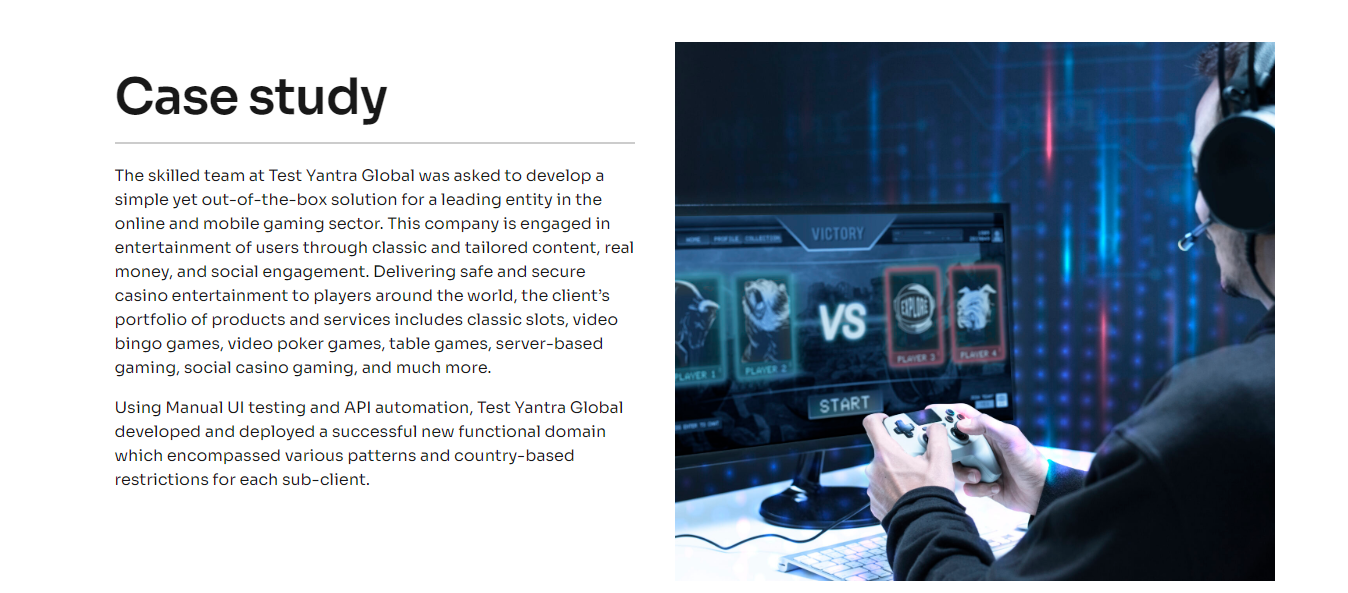 Case study
The skilled team at Test Yantra Global was asked to develop a
simple yet out-of-the-box solution for a leading entity in the
online and mobile gaming sector. This company is engaged in
entertainment of users through classic and tailored content, real
money, and social engagement. Delivering safe and secure
casino entertainment to players around the world, the client’s
portfolio of products and services includes classic slots, video
bingo games, video poker games, table games, server-based
gaming, social casino gaming, and much more.
Using Manual UI testing and API automation, Test Yantra Global
developed and deployed a successful new functional domain
which encompassed various patterns and country-based
restrictions for each sub-client.
HOME PROFILE COLLECTION
VICTORY
VS
EXPLORE
PLAYER 1 PLAYER 2 PLAYER 3 PLAYER 4
START